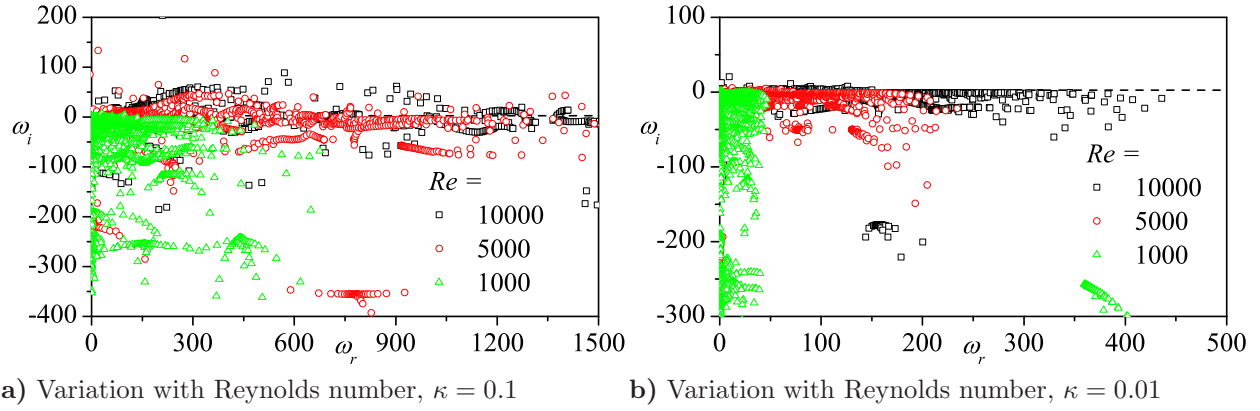 200
100
0
-100
-200
-300
-400
ω_i
0 300 600 900 1200 1500
ω_r
Re =
10000
5000
1000
100
0
-100
-200
-300
ω_i
0 100 200 300 400 500
ω_r
Re =
10000
5000
1000
a) Variation with Reynolds number, κ = 0.1
b) Variation with Reynolds number, κ = 0.01